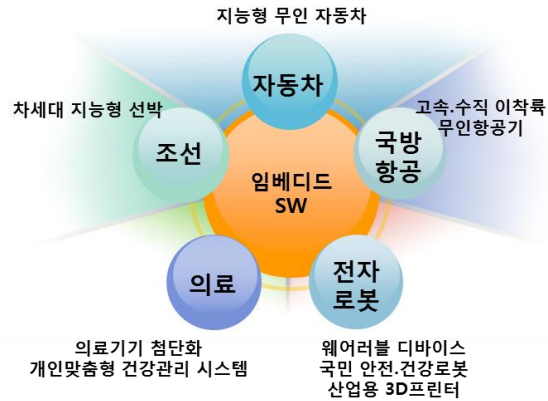 지능형 무인 자동차
자동차
차세대 지능형 선박
조선
고속.수직 이착륙
무인항공기
국방
항공
임베디드
SW
의료
전자
로봇
의료기기 첨단화
개인맞춤형 건강관리 시스템
웨어러블 디바이스
국민 안전.건강로봇
산업용 3D프린터